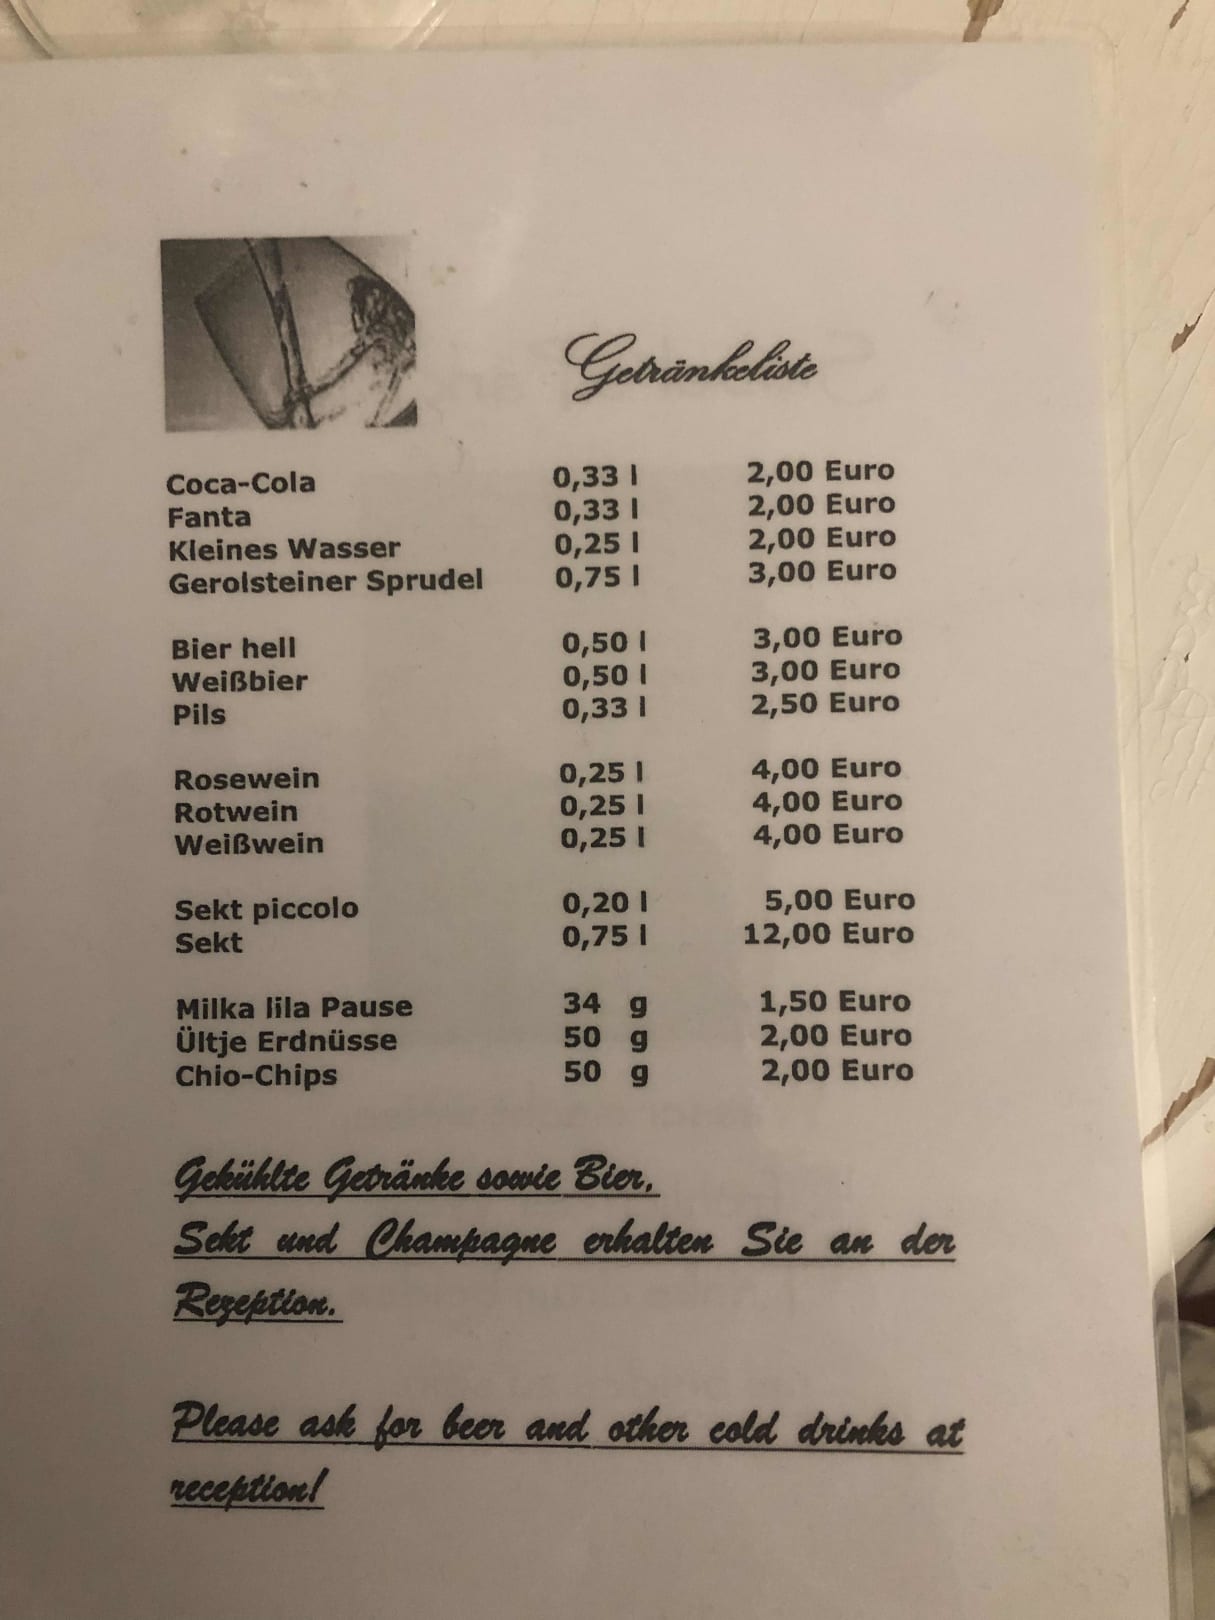 Getränkeliste
Coca-Cola 0,33 l 2,00 Euro
Fanta 0,33 l 2,00 Euro
Kleines Wasser 0,25 l 2,00 Euro
Gerolsteiner Sprudel 0,75 l 3,00 Euro
Bier hell 0,50 l 3,00 Euro
Weißbier 0,50 l 3,00 Euro
Pils 0,33 l 2,50 Euro
Rosewein 0,25 l 4,00 Euro
Rotwein 0,25 l 4,00 Euro
Weißwein 0,25 l 4,00 Euro
Sekt piccolo 0,20 l 5,00 Euro
Sekt 0,75 l 12,00 Euro
Milka lila Pause 34 g 1,50 Euro
Ültje Erdnüsse 50 g 2,00 Euro
Chio-Chips 50 g 2,00 Euro
Gekühlte Getränke sowie Bier,
Sekt und Champagne erhalten Sie an der
Rezeption.
Please ask for beer and other cold drinks at
reception!